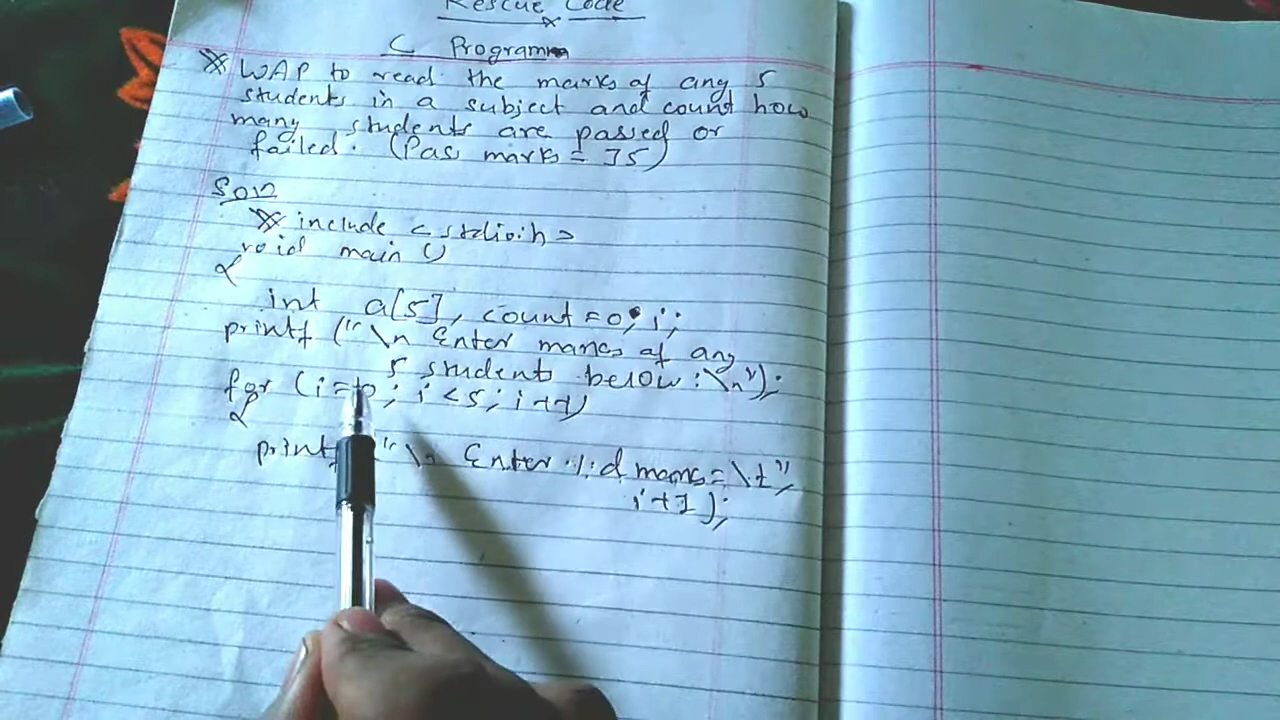 Rescue Code
C Program
* WAP to read the marks of any 5
students in a subject and count how
many students are passed or
failed. (Pass marks = 35)
Soln
# include <stdio.h>
void main ()
{
int a[5], count=0, i;
printf ("\n Enter marks of any
5 students below:\n");
for (i=0; i<5; i++)
{
printf ("\n Enter %d marks=\t",
i+1);